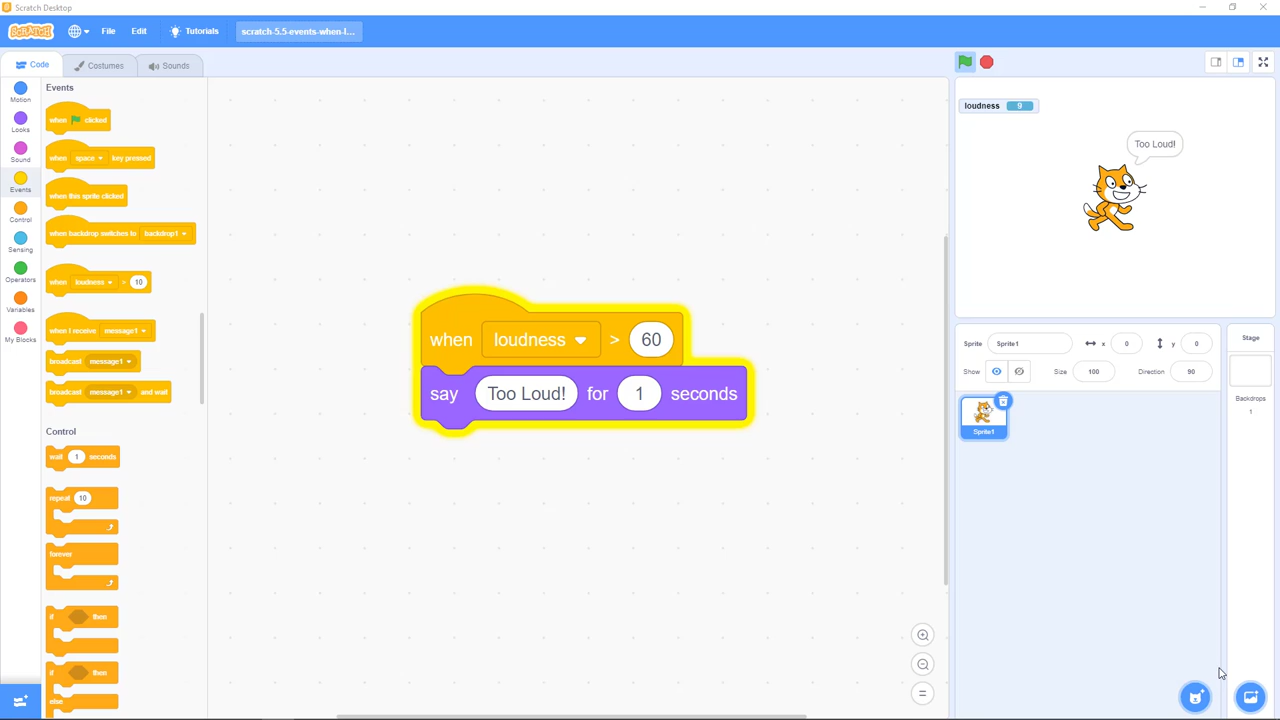 Scratch Desktop
SCRATCH File Edit Tutorials scratch-5.5-events-when-l...
Code Costumes Sounds
Motion
Looks
Sound
Events
Control
Sensing
Operators
Variables
My Blocks
Events
when clicked
when space key pressed
when this sprite clicked
when backdrop switches to backdrop1
when loudness > 10
when I receive message1
broadcast message1
broadcast message1 and wait
Control
wait 1 seconds
repeat 10
forever
if then
if then
else
when loudness > 60
say Too Loud! for 1 seconds
loudness 9
Too Loud!
Sprite Sprite1 x 0 y 0
Show Size 100 Direction 90
Sprite1
Stage
Backdrops
1